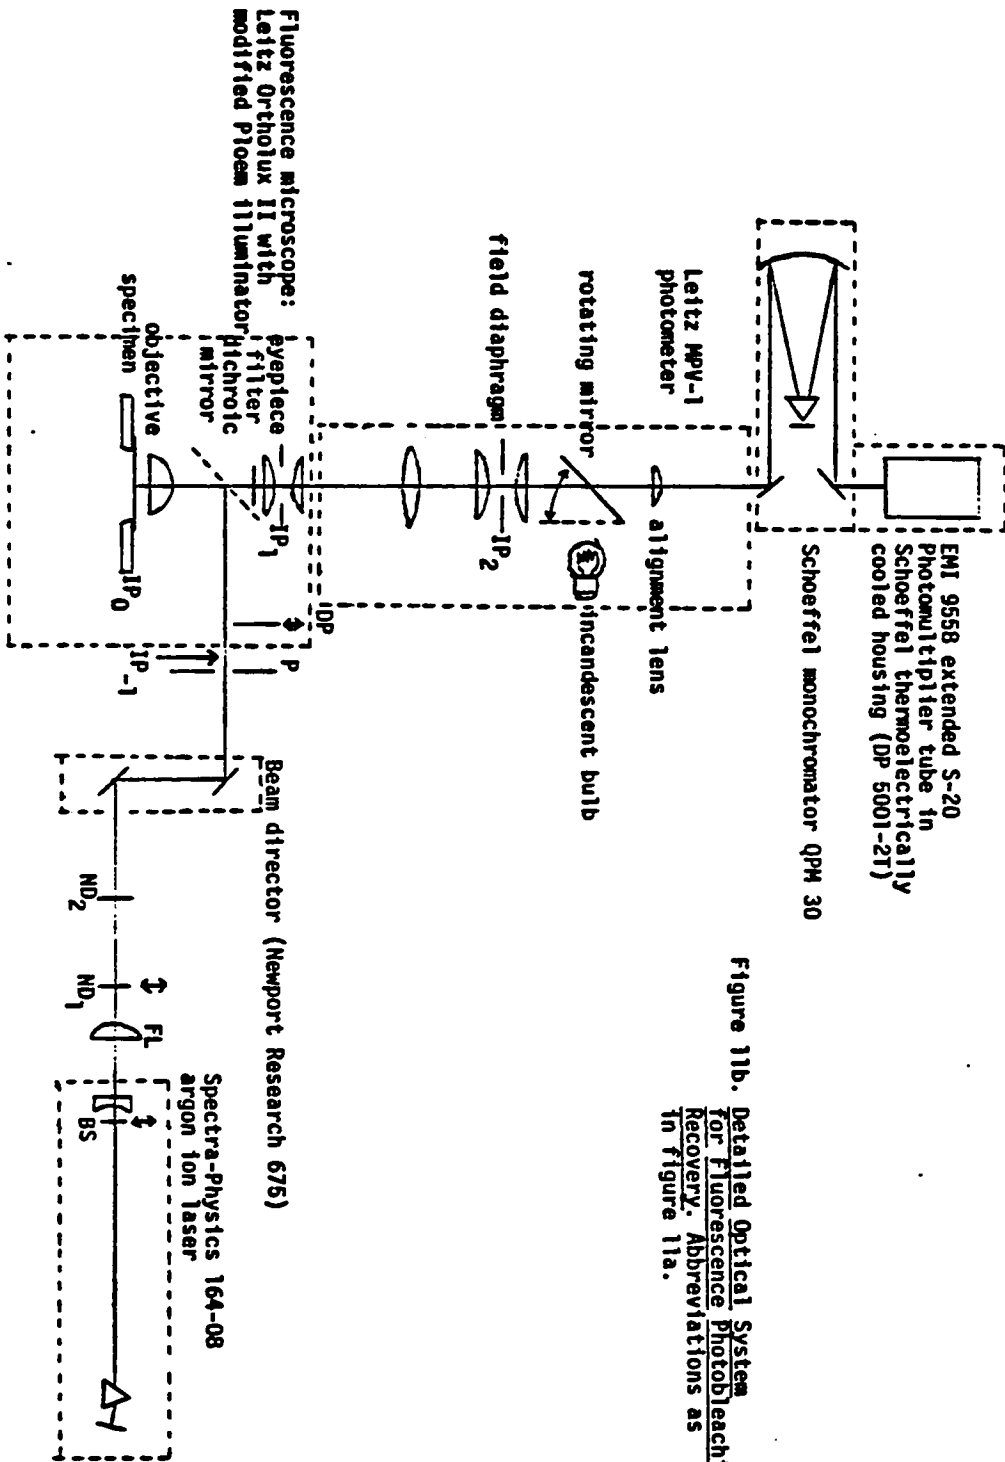 EMI 9558 extended S-20
Photomultiplier tube in
Schoeffel thermoelectrically
cooled housing (DP 5001-2T)
Schoeffel monochromator QPM 30
Leitz MPV-1
photometer
alignment lens
rotating mirror
incandescent bulb
field diaphragm
IP2
Fluorescence microscope:
Leitz Ortholux II with
modified Ploem illuminator
eyepiece
IP1
filter
dichroic
mirror
objective
specimen
IP0
DP
P
IP-1
Beam director (Newport Research 675)
ND2
ND1
FL
BS
Spectra-Physics 164-08
argon ion laser
Figure 11b. Detailed Optical System
for Fluorescence Photobleach
Recovery. Abbreviations as
in figure 11a.